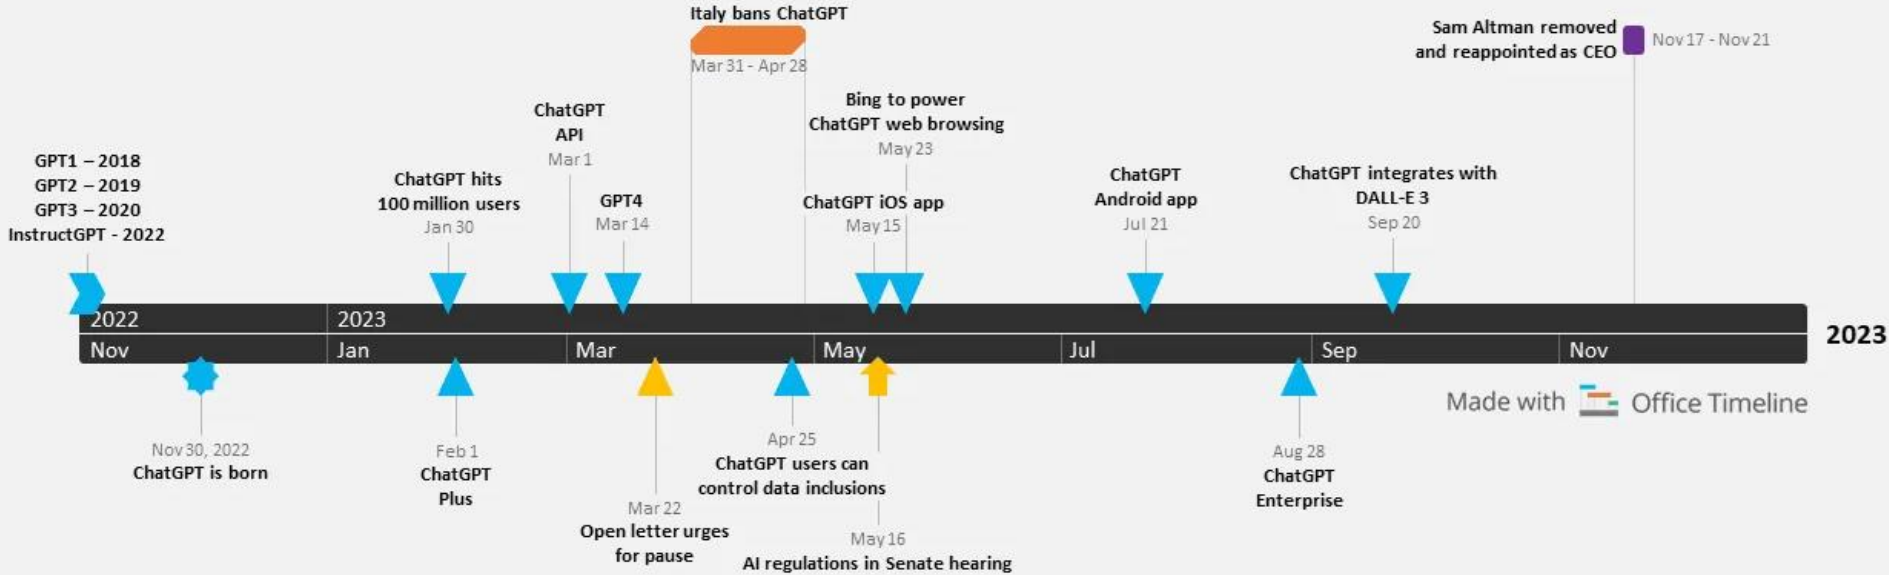 Italy bans ChatGPT
Mar 31 - Apr 28
Sam Altman removed
and reappointed as CEO
Nov 17 - Nov 21
GPT1 – 2018
GPT2 – 2019
GPT3 – 2020
InstructGPT - 2022
ChatGPT hits
100 million users
Jan 30
ChatGPT
API
Mar 1
GPT4
Mar 14
Bing to power
ChatGPT web browsing
May 23
ChatGPT iOS app
May 15
ChatGPT
Android app
Jul 21
ChatGPT integrates with
DALL-E 3
Sep 20
2022
2023
Nov
Jan
Mar
May
Jul
Sep
Nov
2023
Nov 30, 2022
ChatGPT is born
Feb 1
ChatGPT
Plus
Mar 22
Open letter urges
for pause
Apr 25
ChatGPT users can
control data inclusions
May 16
AI regulations in Senate hearing
Aug 28
ChatGPT
Enterprise
Made with Office Timeline